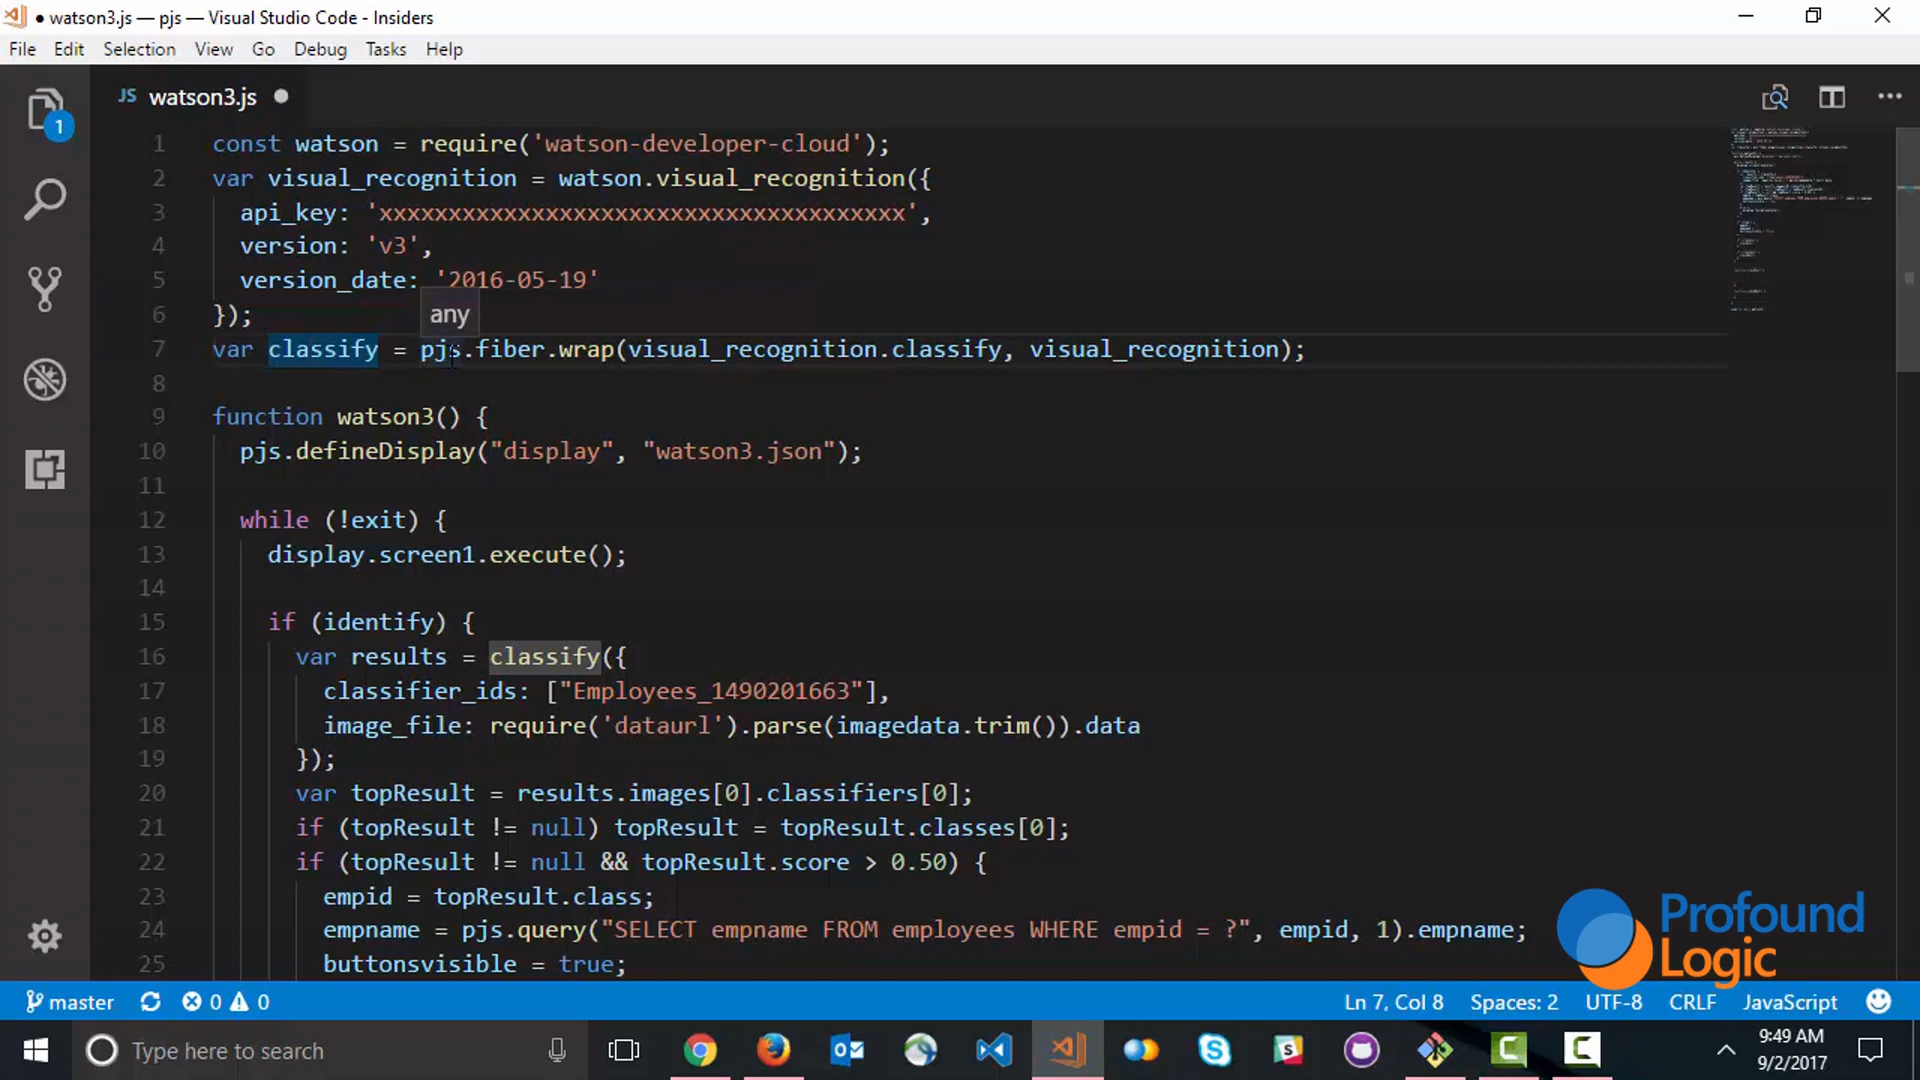 ● watson3.js — pjs — Visual Studio Code - Insiders
File Edit Selection View Go Debug Tasks Help
JS watson3.js ●
1
1 const watson = require('watson-developer-cloud');
2 var visual_recognition = watson.visual_recognition({
3 api_key: 'xxxxxxxxxxxxxxxxxxxxxxxxxxxxxxxxxxxxxx',
4 version: 'v3',
5 version_date: '2016-05-19'
6 });
any
7 var classify = pjs.fiber.wrap(visual_recognition.classify, visual_recognition);
8
9 function watson3() {
10 pjs.defineDisplay("display", "watson3.json");
11
12 while (!exit) {
13 display.screen1.execute();
14
15 if (identify) {
16 var results = classify({
17 classifier_ids: ["Employees_1490201663"],
18 image_file: require('dataurl').parse(imagedata.trim()).data
19 });
20 var topResult = results.images[0].classifiers[0];
21 if (topResult != null) topResult = topResult.classes[0];
22 if (topResult != null && topResult.score > 0.50) {
23 empid = topResult.class;
24 empname = pjs.query("SELECT empname FROM employees WHERE empid = ?", empid, 1).empname;
25 buttonsvisible = true;
Profound
Logic
master 0 0 Ln 7, Col 8 Spaces: 2 UTF-8 CRLF JavaScript
Type here to search
9:49 AM
9/2/2017